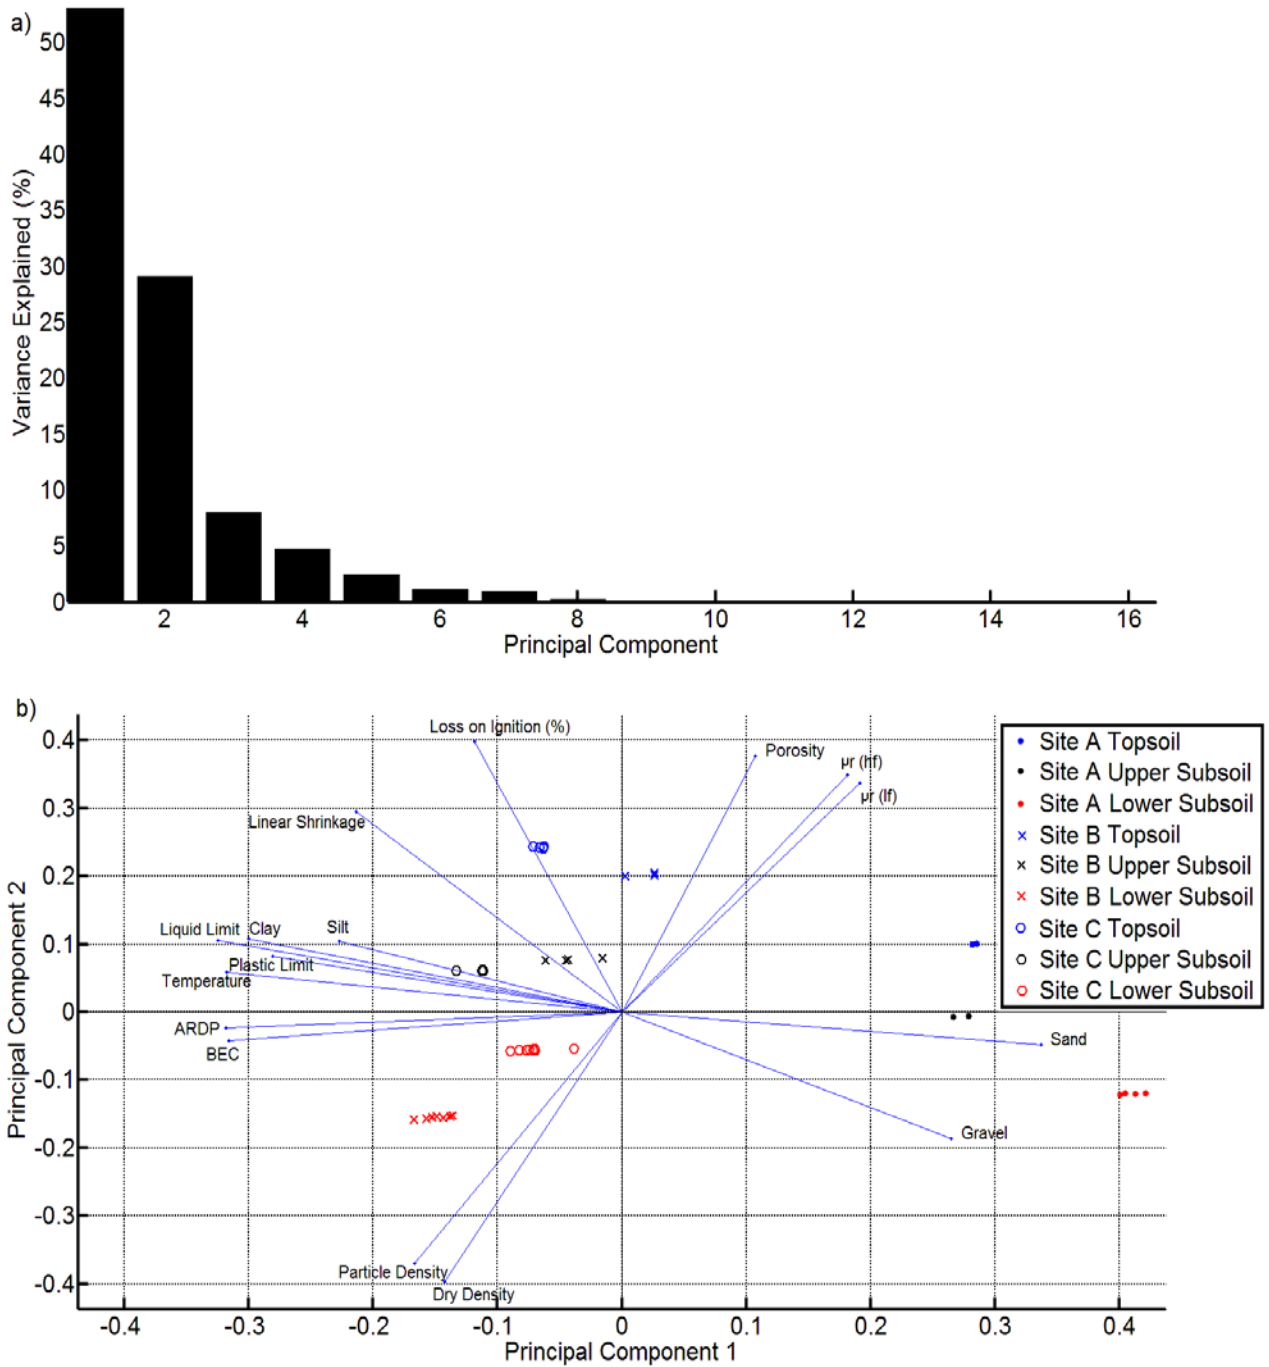 a)
50
45
40
35
30
25
20
15
10
5
0
Variance Explained (%)
2 4 6 8 10 12 14 16
Principal Component
b)
0.4
0.3
0.2
0.1
0
-0.1
-0.2
-0.3
-0.4
Principal Component 2
Loss on Ignition (%)
Porosity
µr (hf)
µr (lf)
Linear Shrinkage
Liquid Limit Clay Silt
Plastic Limit
Temperature
ARDP
BEC
Sand
Gravel
Particle Density
Dry Density
Site A Topsoil
Site A Upper Subsoil
Site A Lower Subsoil
Site B Topsoil
Site B Upper Subsoil
Site B Lower Subsoil
Site C Topsoil
Site C Upper Subsoil
Site C Lower Subsoil
-0.4 -0.3 -0.2 -0.1 0 0.1 0.2 0.3 0.4
Principal Component 1